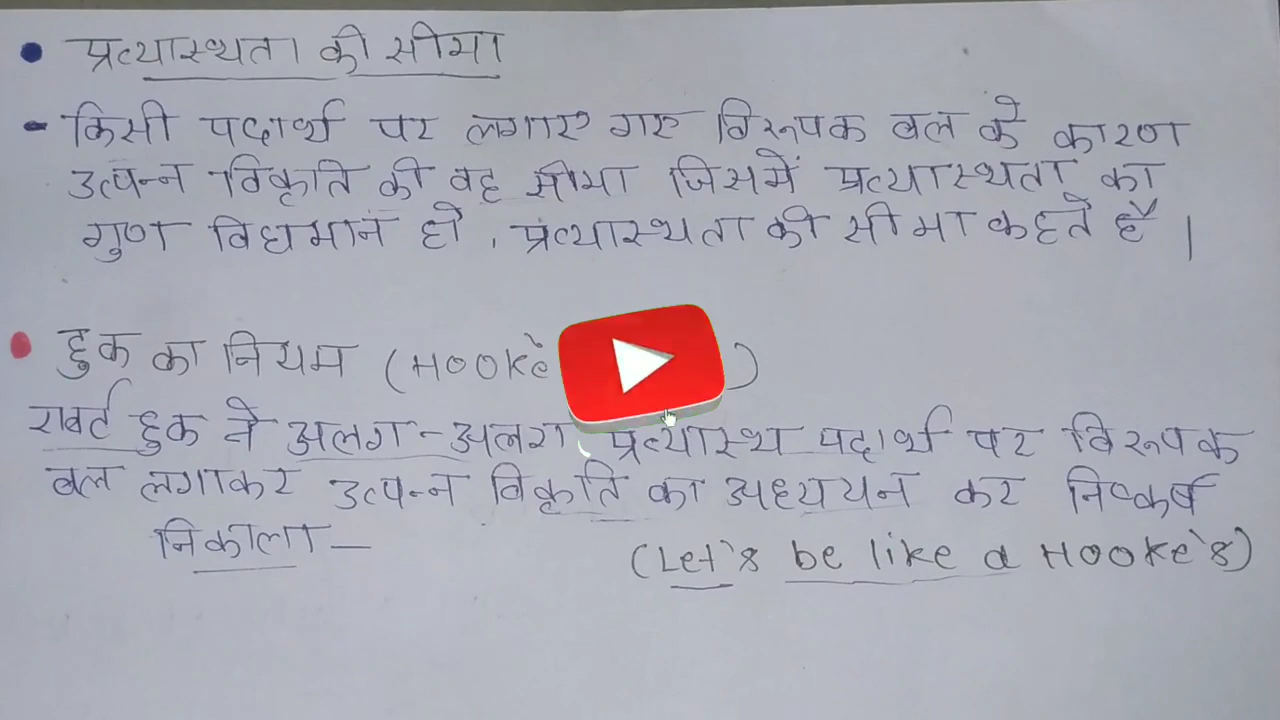 प्रत्यास्थता की सीमा
किसी पदार्थ पर लगाए गए विरूपक बल के कारण
उत्पन्न विकृति की वह सीमा जिसमें प्रत्यास्थता का
गुण विद्यमान हो, प्रत्यास्थता की सीमा कहते है।
हुक का नियम (HOOKe )
राबर्ट हुक ने अलग-अलग प्रत्यास्थ पदार्थ पर विरूपक
बल लगाकर उत्पन्न विकृति का अध्ययन कर निष्कर्ष
निकाला —
(Let's be like a HOOKe's)